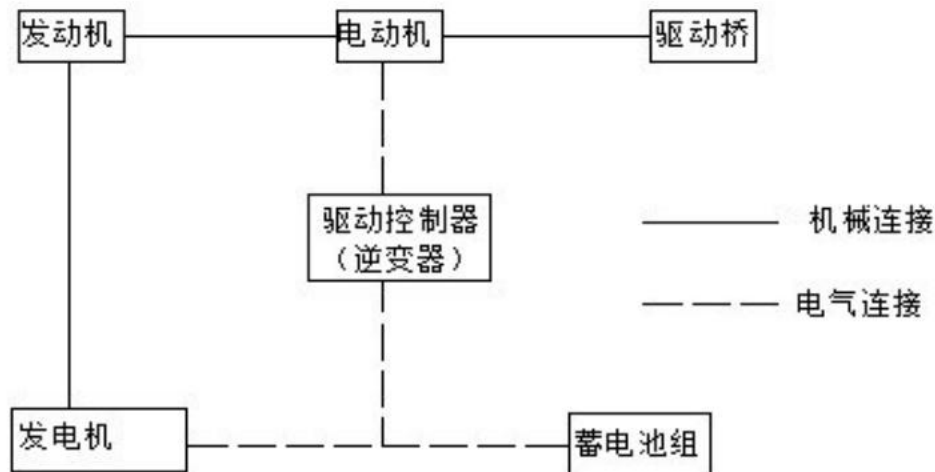 发动机
电动机
驱动桥
驱动控制器
（逆变器）
机械连接
电气连接
发电机
蓄电池组